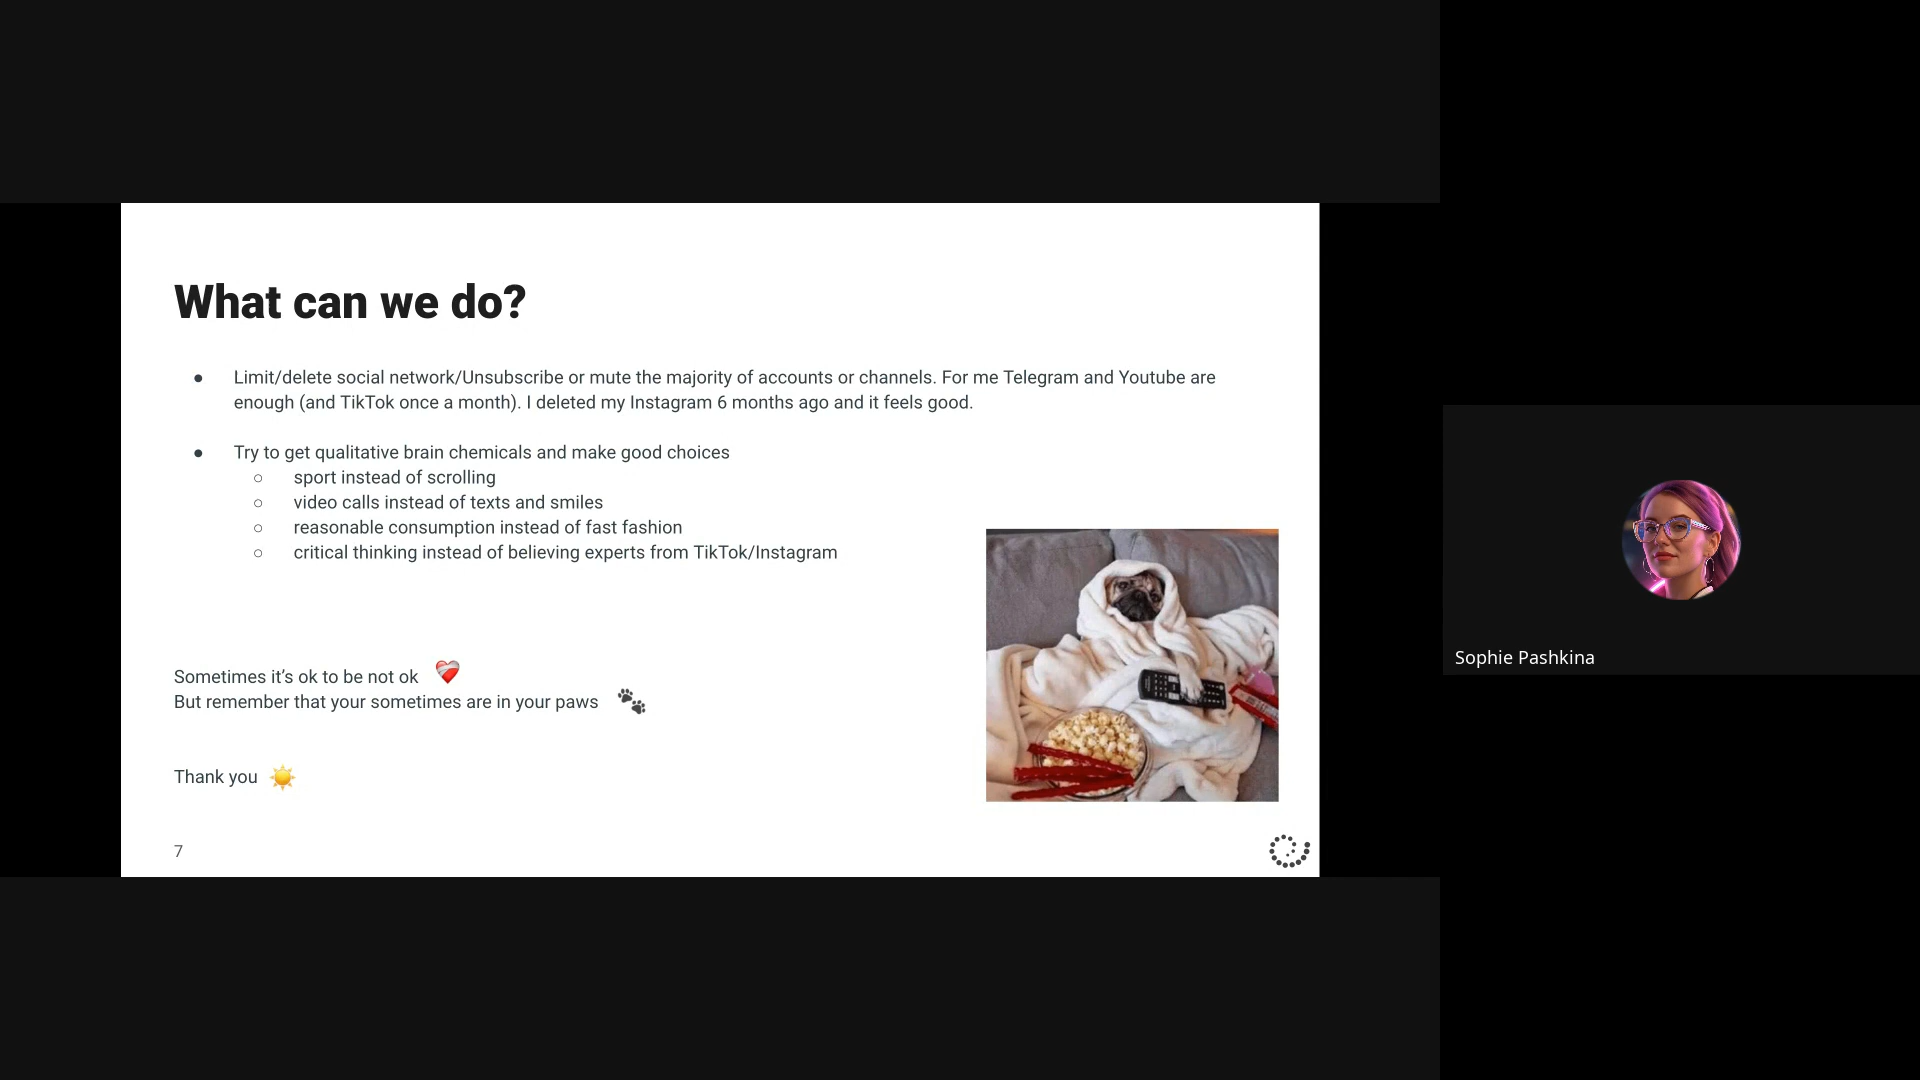 What can we do?
● Limit/delete social network/Unsubscribe or mute the majority of accounts or channels. For me Telegram and Youtube are
enough (and TikTok once a month). I deleted my Instagram 6 months ago and it feels good.
● Try to get qualitative brain chemicals and make good choices
○ sport instead of scrolling
○ video calls instead of texts and smiles
○ reasonable consumption instead of fast fashion
○ critical thinking instead of believing experts from TikTok/Instagram
Sometimes it’s ok to be not ok ❤️‍🩹
But remember that your sometimes are in your paws 🐾
Thank you ☀️
7
Sophie Pashkina